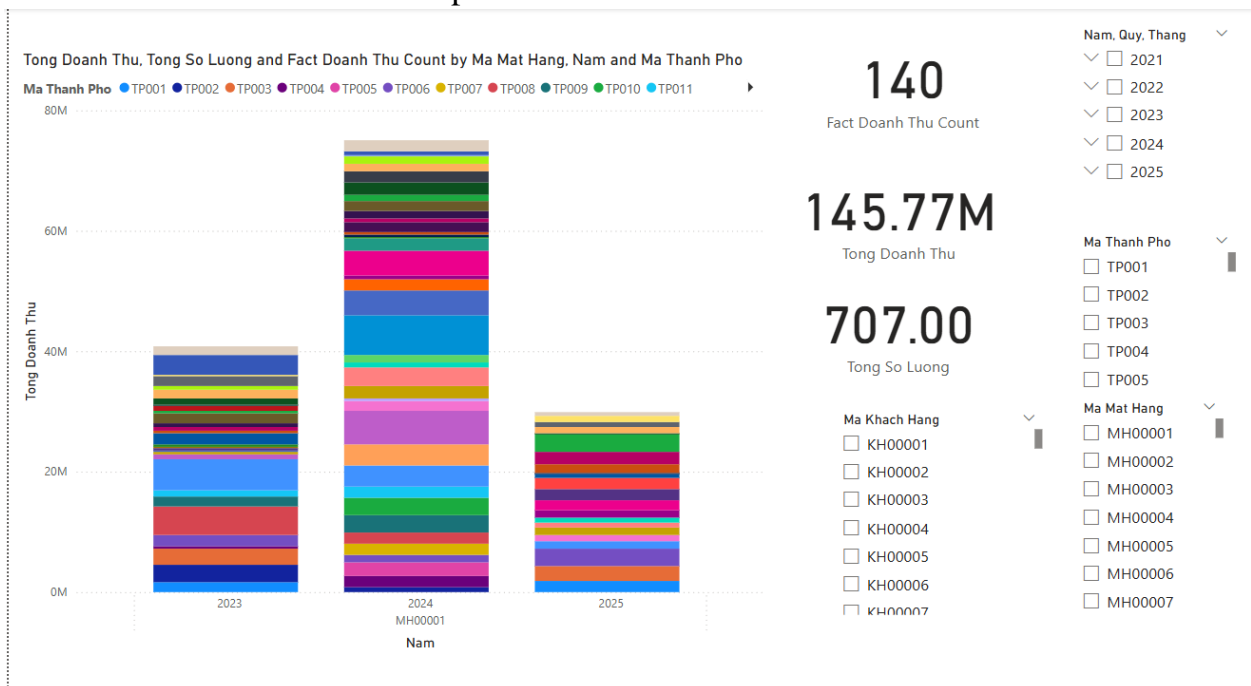 Tong Doanh Thu, Tong So Luong and Fact Doanh Thu Count by Ma Mat Hang, Nam and Ma Thanh Pho
Ma Thanh Pho TP001 TP002 TP003 TP004 TP005 TP006 TP007 TP008 TP009 TP010 TP011
80M
60M
40M
20M
0M
Tong Doanh Thu
2023
2024
2025
MH00001
Nam
140
Fact Doanh Thu Count
145.77M
Tong Doanh Thu
707.00
Tong So Luong
Ma Khach Hang
KH00001
KH00002
KH00003
KH00004
KH00005
KH00006
KH00007
Nam, Quy, Thang
2021
2022
2023
2024
2025
Ma Thanh Pho
TP001
TP002
TP003
TP004
TP005
Ma Mat Hang
MH00001
MH00002
MH00003
MH00004
MH00005
MH00006
MH00007